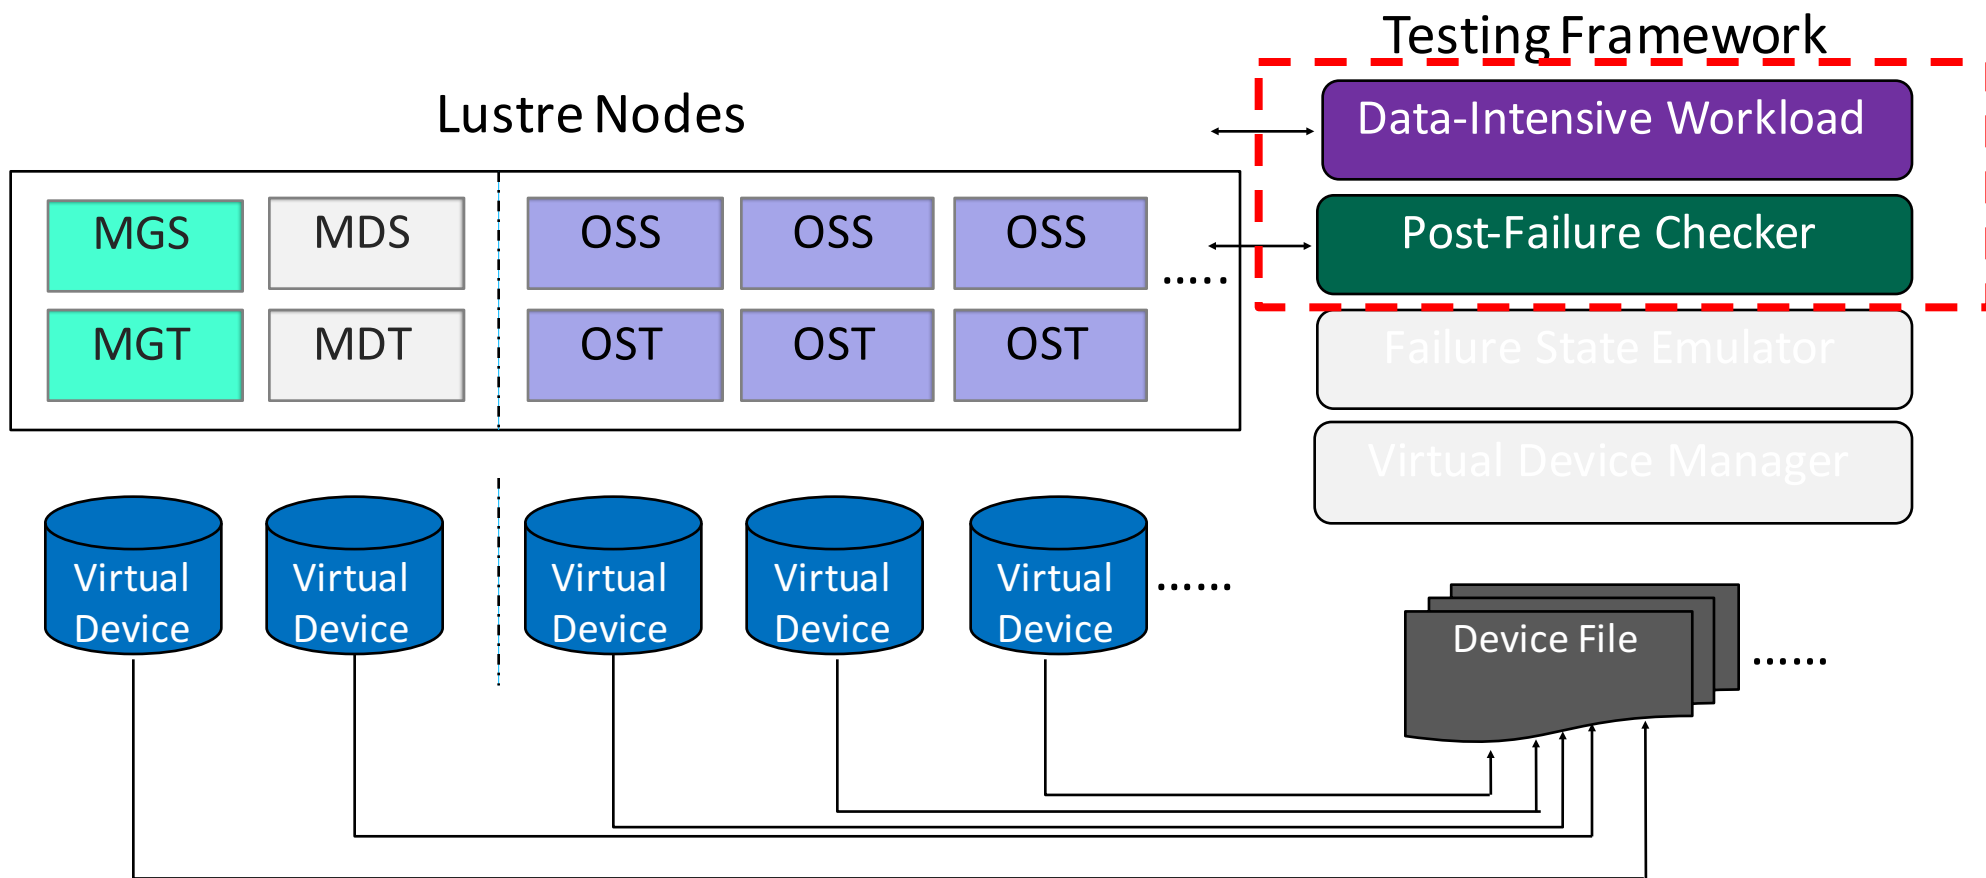 Testing Framework
Lustre Nodes
Data-Intensive Workload
MGS
MDS
OSS
OSS
OSS
......
Post-Failure Checker
MGT
MDT
OST
OST
OST
Failure State Emulator
Virtual Device Manager
Virtual
Device
Virtual
Device
Virtual
Device
Virtual
Device
Virtual
Device
......
Device File
......